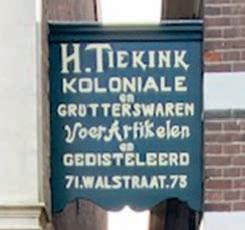 H. TIEKINK
KOLONIALE
en
GRUTTERSWAREN
Voer Artikelen
en
GEDISTELEERD
71. WALSTRAAT. 73